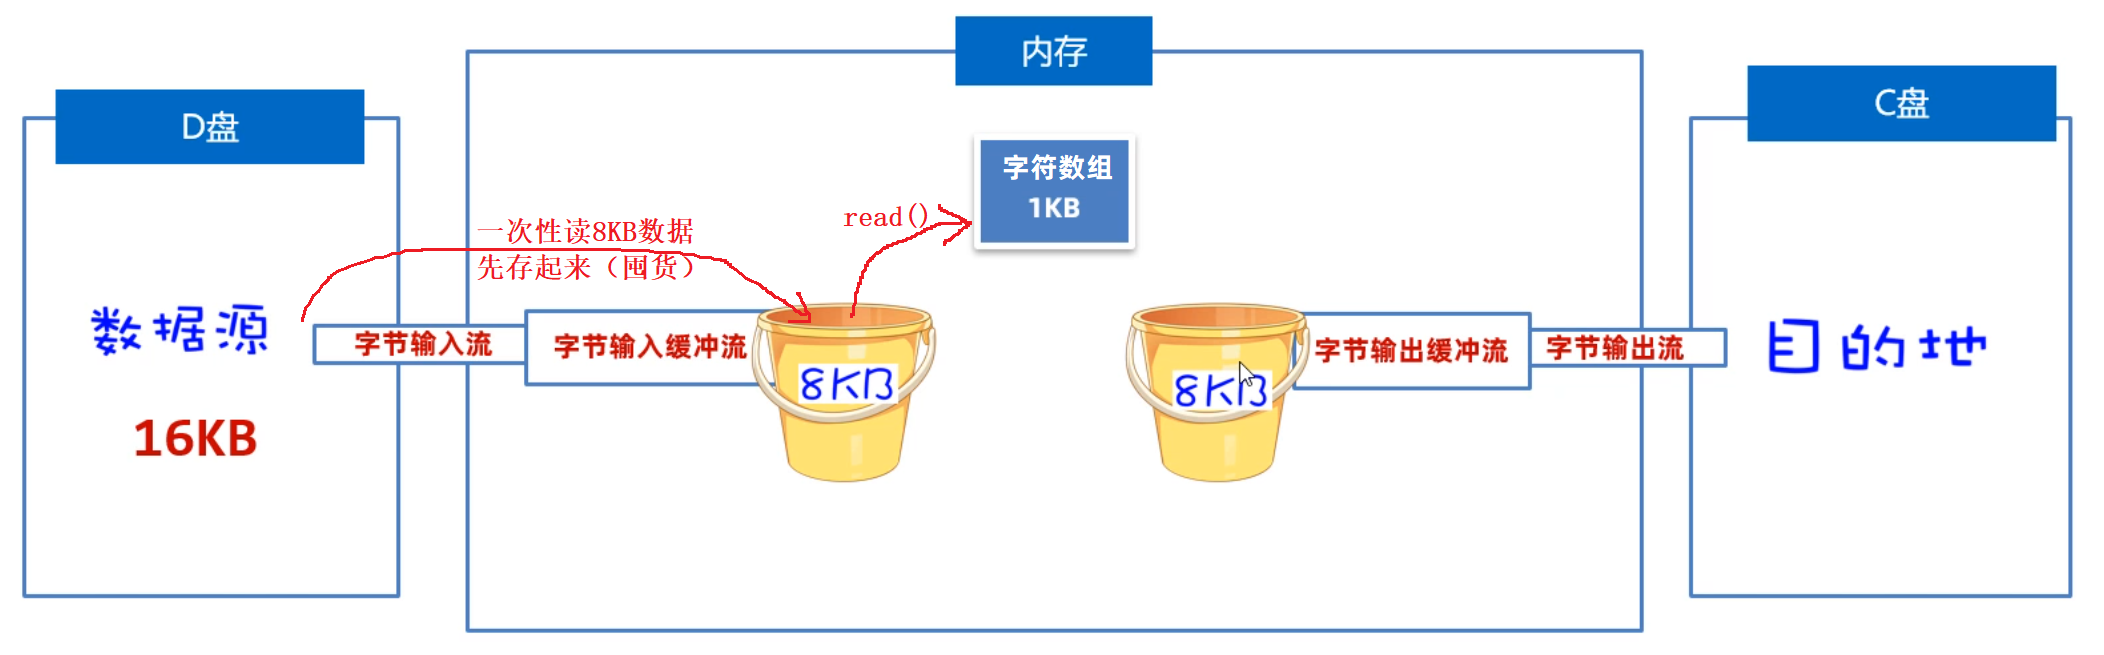 内存
D盘
C盘
字符数组
1KB
一次性读8KB数据
先存起来（囤货）
read()
数据源
16KB
字节输入流
字节输入缓冲流
8KB
8KB
字节输出缓冲流
字节输出流
目的地